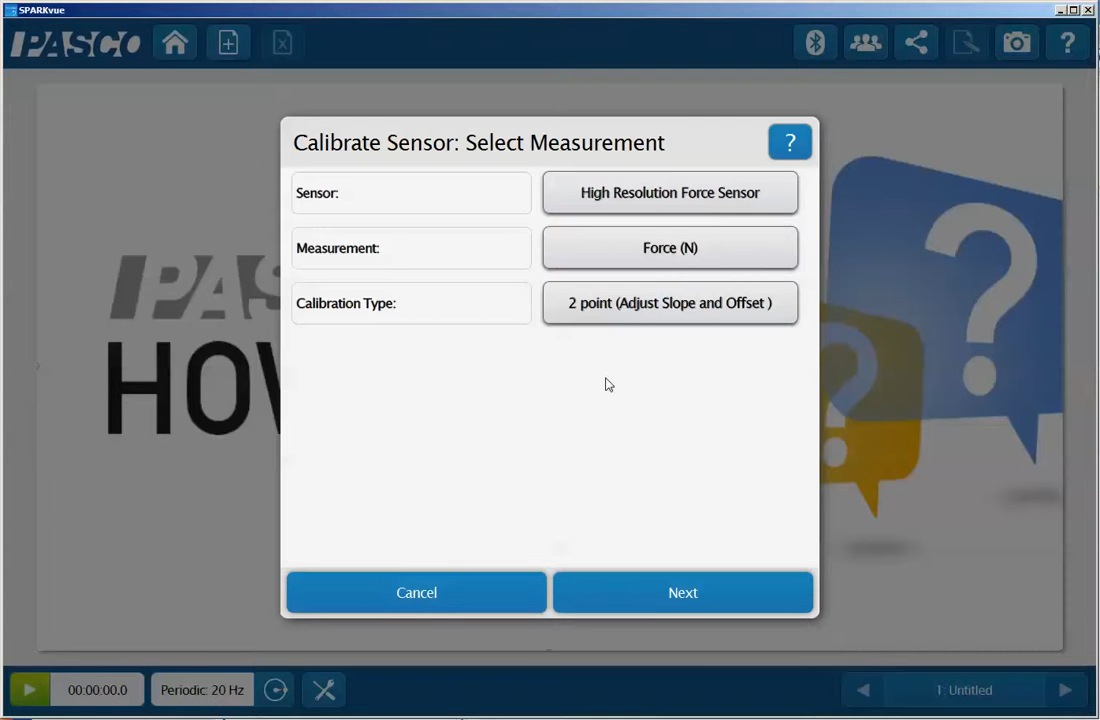 SPARKvue
PASCO
Calibrate Sensor: Select Measurement
?
Sensor:
High Resolution Force Sensor
Measurement:
Force (N)
Calibration Type:
2 point (Adjust Slope and Offset )
PAS
HOW
Cancel
Next
00:00:00.0
Periodic: 20 Hz
1: Untitled